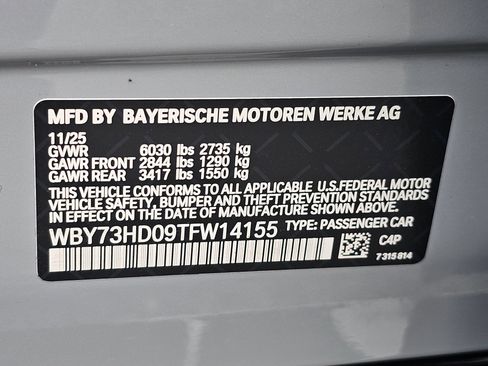 MFD BY BAYERISCHE MOTOREN WERKE AG
11/25
GVWR 6030 lbs 2735 kg
GAWR FRONT 2844 lbs 1290 kg
GAWR REAR 3417 lbs 1550 kg
THIS VEHICLE CONFORMS TO ALL APPLICABLE U.S.FEDERAL MOTOR
VEHICLE SAFETY, BUMPER AND THEFT PREVENTION STANDARDS
IN EFFECT ON THE DATE OF MANUFACTURE SHOWN ABOVE.
WBY73HD09TFW14155 TYPE: PASSENGER CAR
C4P
7315814